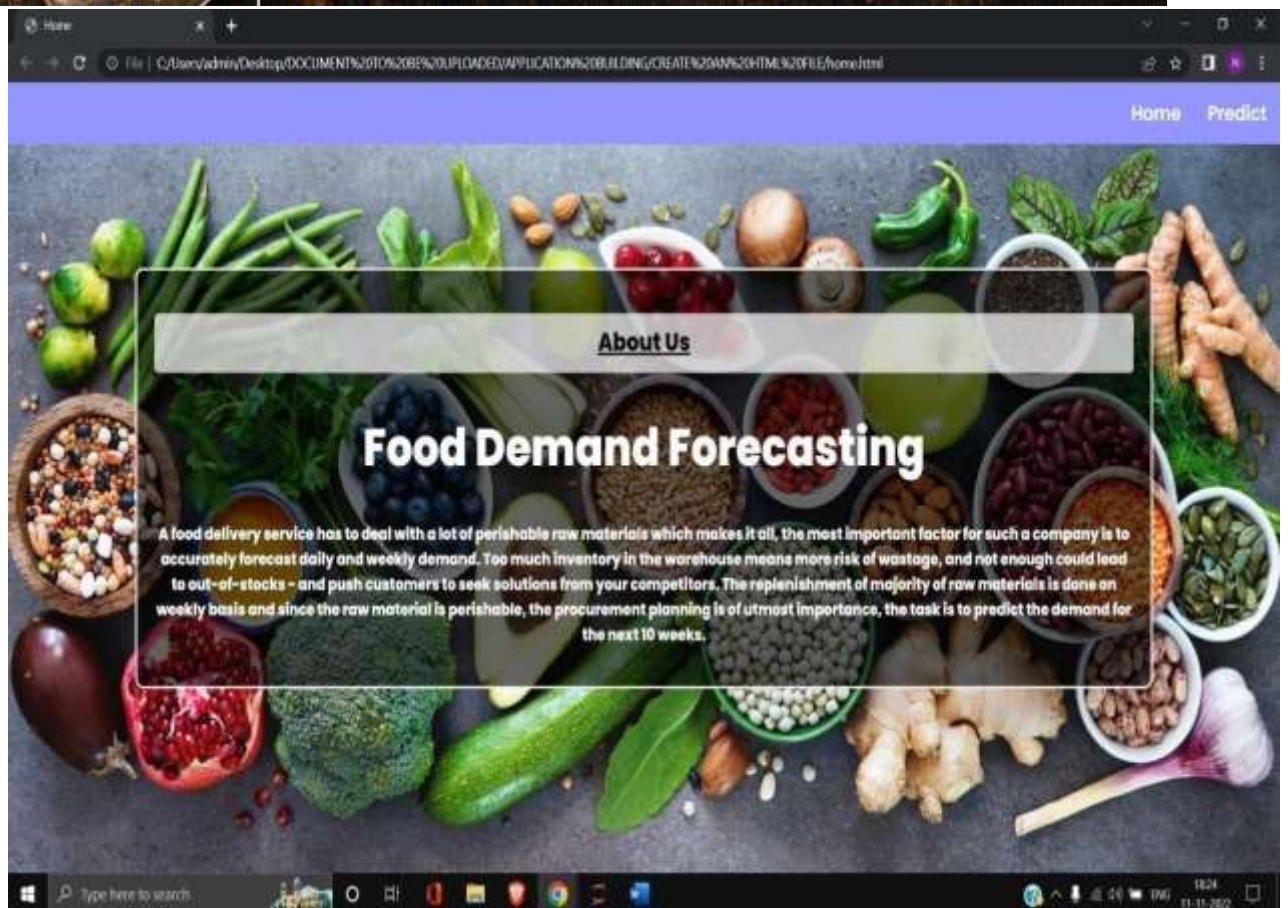 Home
C:/Users/admin/Desktop/DOCUMENT%20TO%20BE%20UPLOADED/APPLICATION%20BUILDING/CREATE%20AN%20HTML%20FILE/home.html
Home Predict
About Us
Food Demand Forecasting
A food delivery service has to deal with a lot of perishable raw materials which makes it all, the most important factor for such a company is to
accurately forecast daily and weekly demand. Too much inventory in the warehouse means more risk of wastage, and not enough could lead
to out-of-stocks - and push customers to seek solutions from your competitors. The replenishment of majority of raw materials is done on
weekly basis and since the raw material is perishable, the procurement planning is of utmost importance, the task is to predict the demand for
the next 10 weeks.
Type here to search
ENG
18:24
11-11-2022